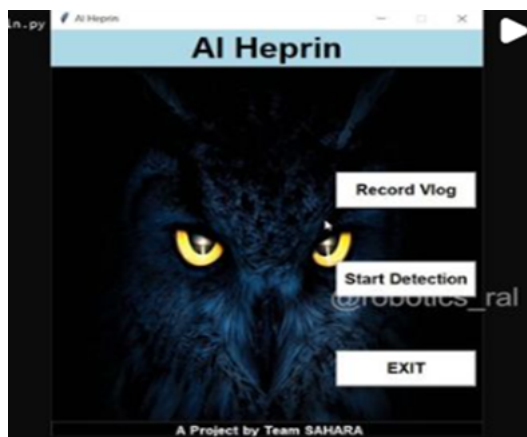 in.py
AI Heprin
AI Heprin
Record Vlog
Start Detection
@robotics_ral
EXIT
A Project by Team SAHARA